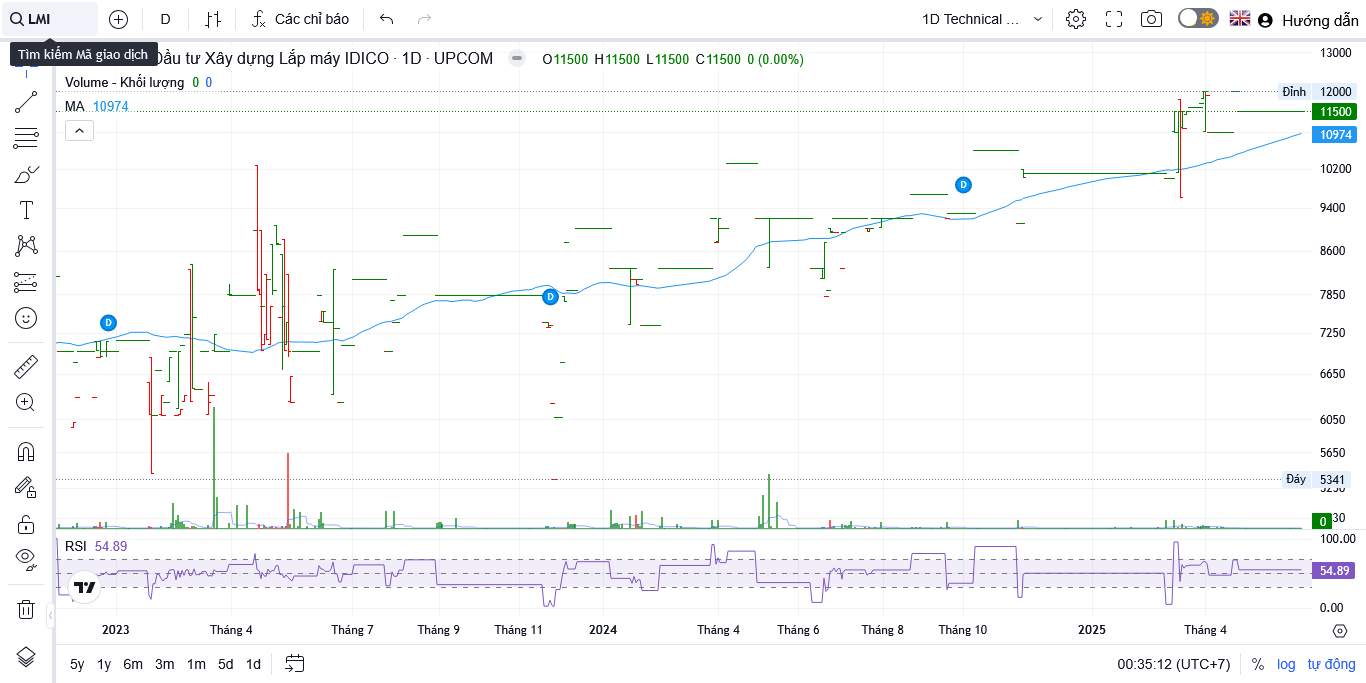 LMI
D
Các chỉ báo
1D Technical ...
Hướng dẫn
Tìm kiếm Mã giao dịch
Đầu tư Xây dựng Lắp máy IDICO · 1D · UPCOM
O11500 H11500 L11500 C11500 0 (0.00%)
Volume - Khối lượng 0 0
MA 10974
13000
Đỉnh 12000
11500
10974
10200
9400
8600
7850
7250
6650
6050
5650
Đáy 5341
0
D
D
D
RSI 54.89
100.00
54.89
0.00
2023 Tháng 4 Tháng 7 Tháng 9 Tháng 11 2024 Tháng 4 Tháng 6 Tháng 8 Tháng 10 2025 Tháng 4
5y 1y 6m 3m 1m 5d 1d
00:35:12 (UTC+7) % log tự động